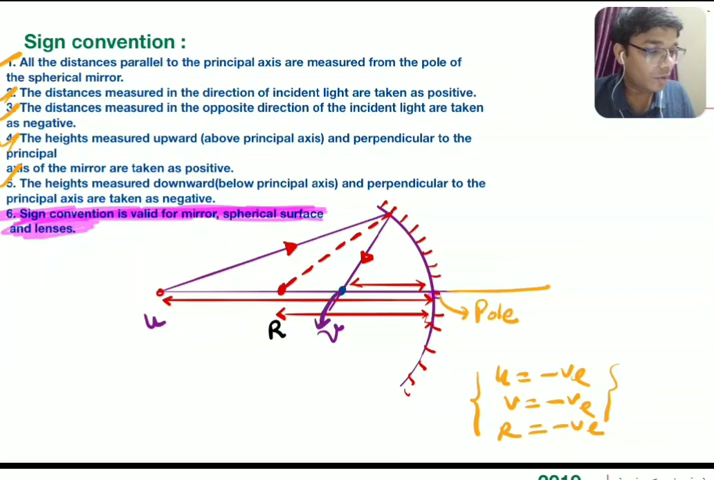 Sign convention :
1. All the distances parallel to the principal axis are measured from the pole of
the spherical mirror.
2. The distances measured in the direction of incident light are taken as positive.
3. The distances measured in the opposite direction of the incident light are taken
as negative.
4. The heights measured upward (above principal axis) and perpendicular to the
principal
axis of the mirror are taken as positive.
5. The heights measured downward(below principal axis) and perpendicular to the
principal axis are taken as negative.
6. Sign convention is valid for mirror, spherical surface
and lenses.
u
R
v
Pole
u = -ve
v = -ve
R = -ve